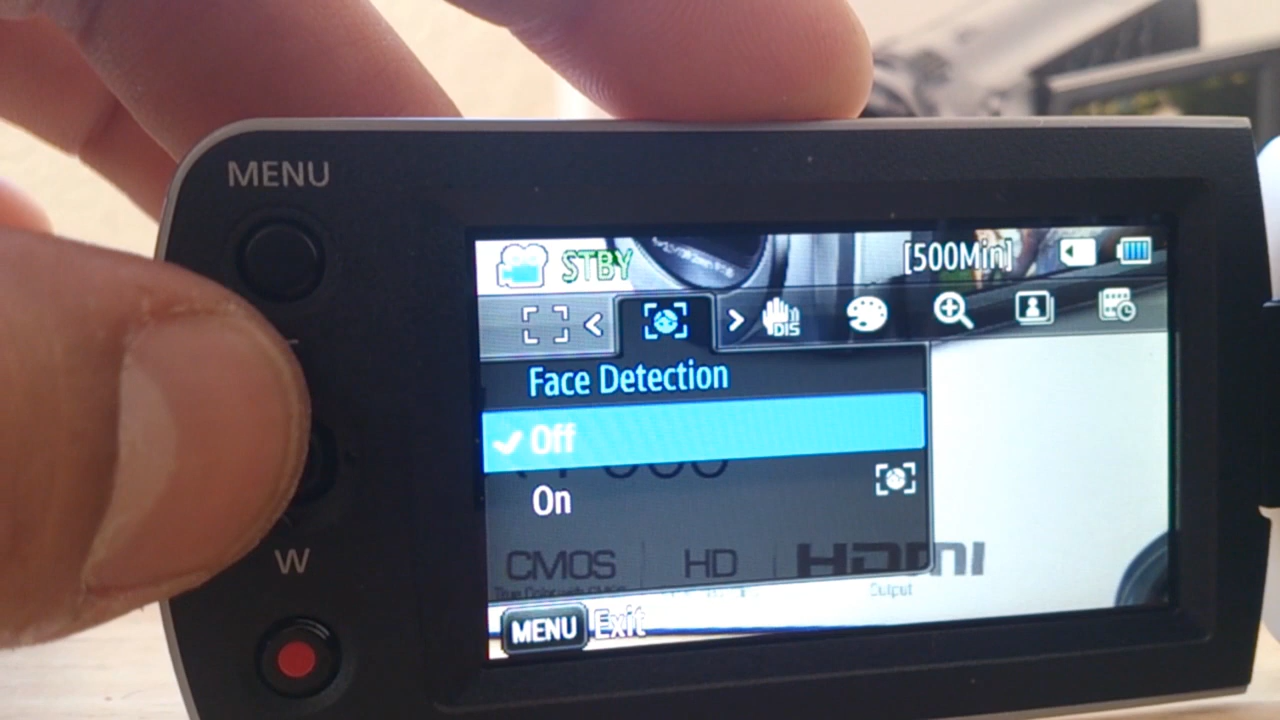 MENU
STBY [500Min]
DIS
Face Detection
Off
On
W
CMOS HD HDMI
Output
MENU Exit